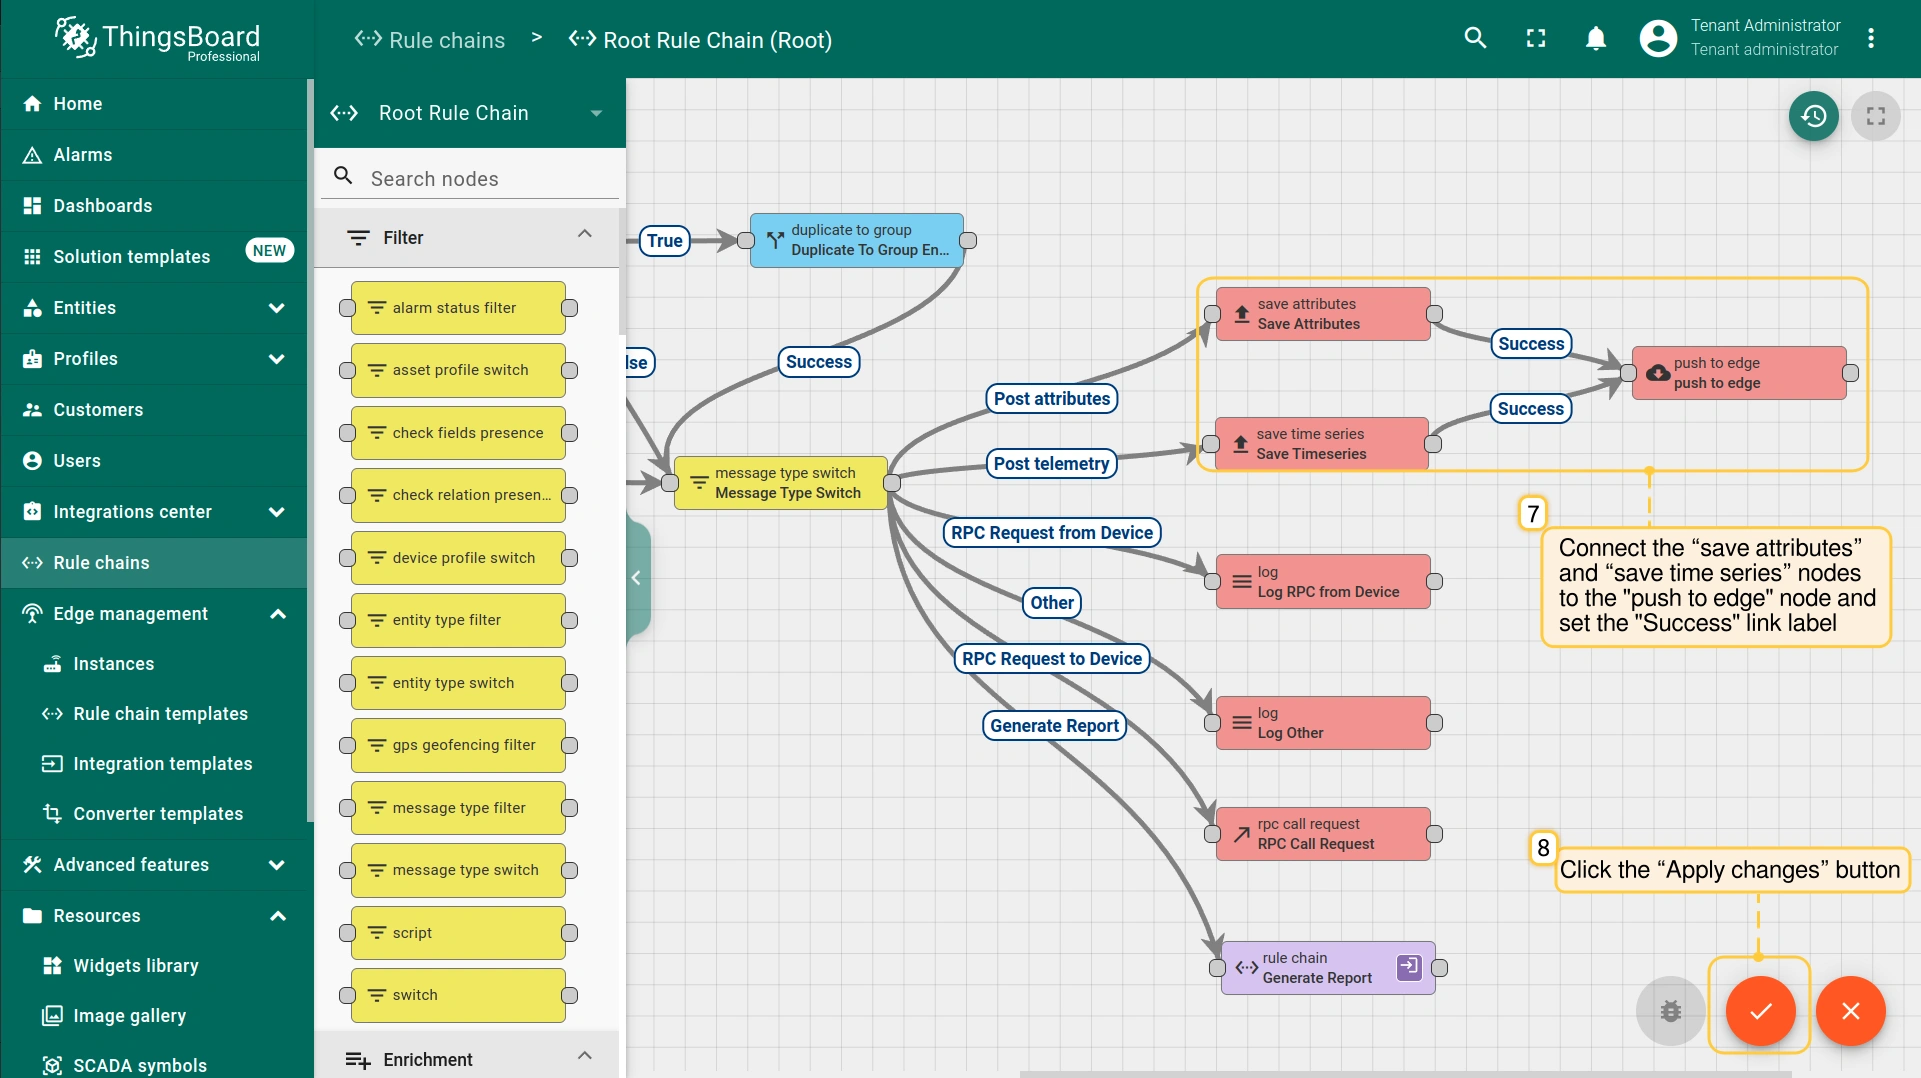 ThingsBoard
Professional
Rule chains > Root Rule Chain (Root)
Tenant Administrator
Tenant administrator
Home
Alarms
Dashboards
Solution templates NEW
Entities
Profiles
Customers
Users
Integrations center
Rule chains
Edge management
Instances
Rule chain templates
Integration templates
Converter templates
Advanced features
Resources
Widgets library
Image gallery
SCADA symbols
Root Rule Chain
Search nodes
Filter
alarm status filter
asset profile switch
check fields presence
check relation presen...
device profile switch
entity type filter
entity type switch
gps geofencing filter
message type filter
message type switch
script
switch
Enrichment
True
duplicate to group
Duplicate To Group En...
lse
Success
message type switch
Message Type Switch
Post attributes
Post telemetry
RPC Request from Device
Other
RPC Request to Device
Generate Report
save attributes
Save Attributes
save time series
Save Timeseries
Success
Success
push to edge
push to edge
log
Log RPC from Device
log
Log Other
rpc call request
RPC Call Request
rule chain
Generate Report
7
Connect the “save attributes”
and “save time series” nodes
to the "push to edge" node and
set the "Success" link label
8
Click the “Apply changes” button